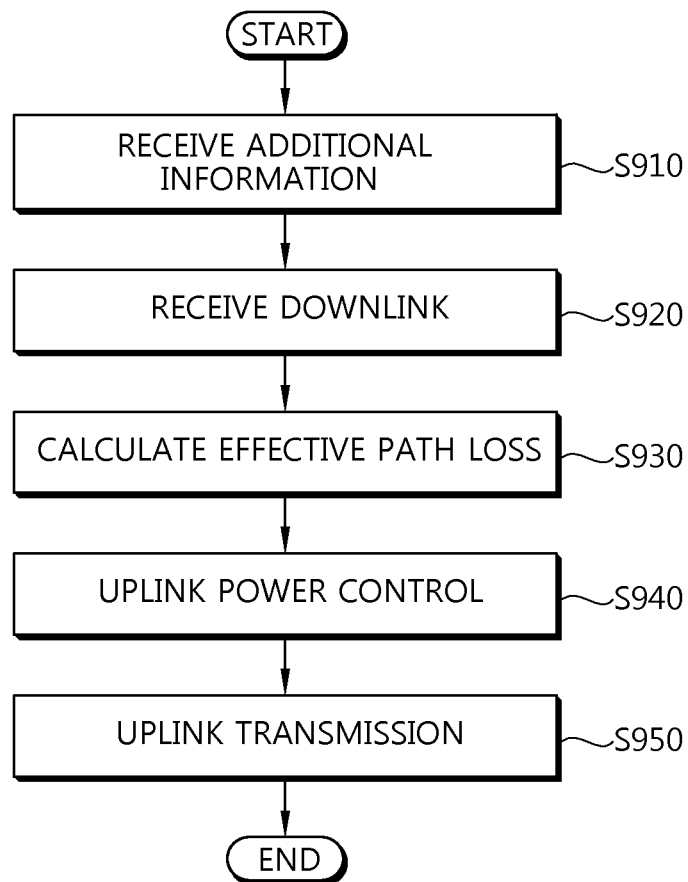 START
RECEIVE ADDITIONAL
INFORMATION
S910
RECEIVE DOWNLINK
S920
CALCULATE EFFECTIVE PATH LOSS
S930
UPLINK POWER CONTROL
S940
UPLINK TRANSMISSION
S950
END